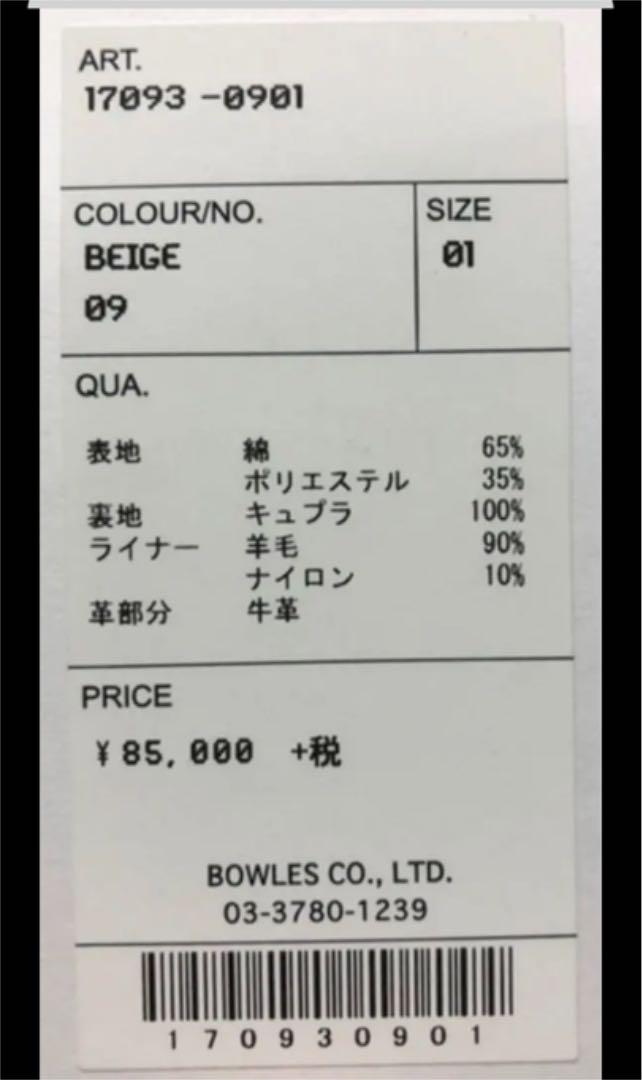 ART.
17093 -0901
COLOUR/NO.
BEIGE
09
SIZE
01
QUA.
表地 綿 65%
ポリエステル 35%
裏地 キュプラ 100%
ライナー 羊毛 90%
ナイロン 10%
革部分 牛革
PRICE
¥85,000 +税
BOWLES CO., LTD.
03-3780-1239
170930901